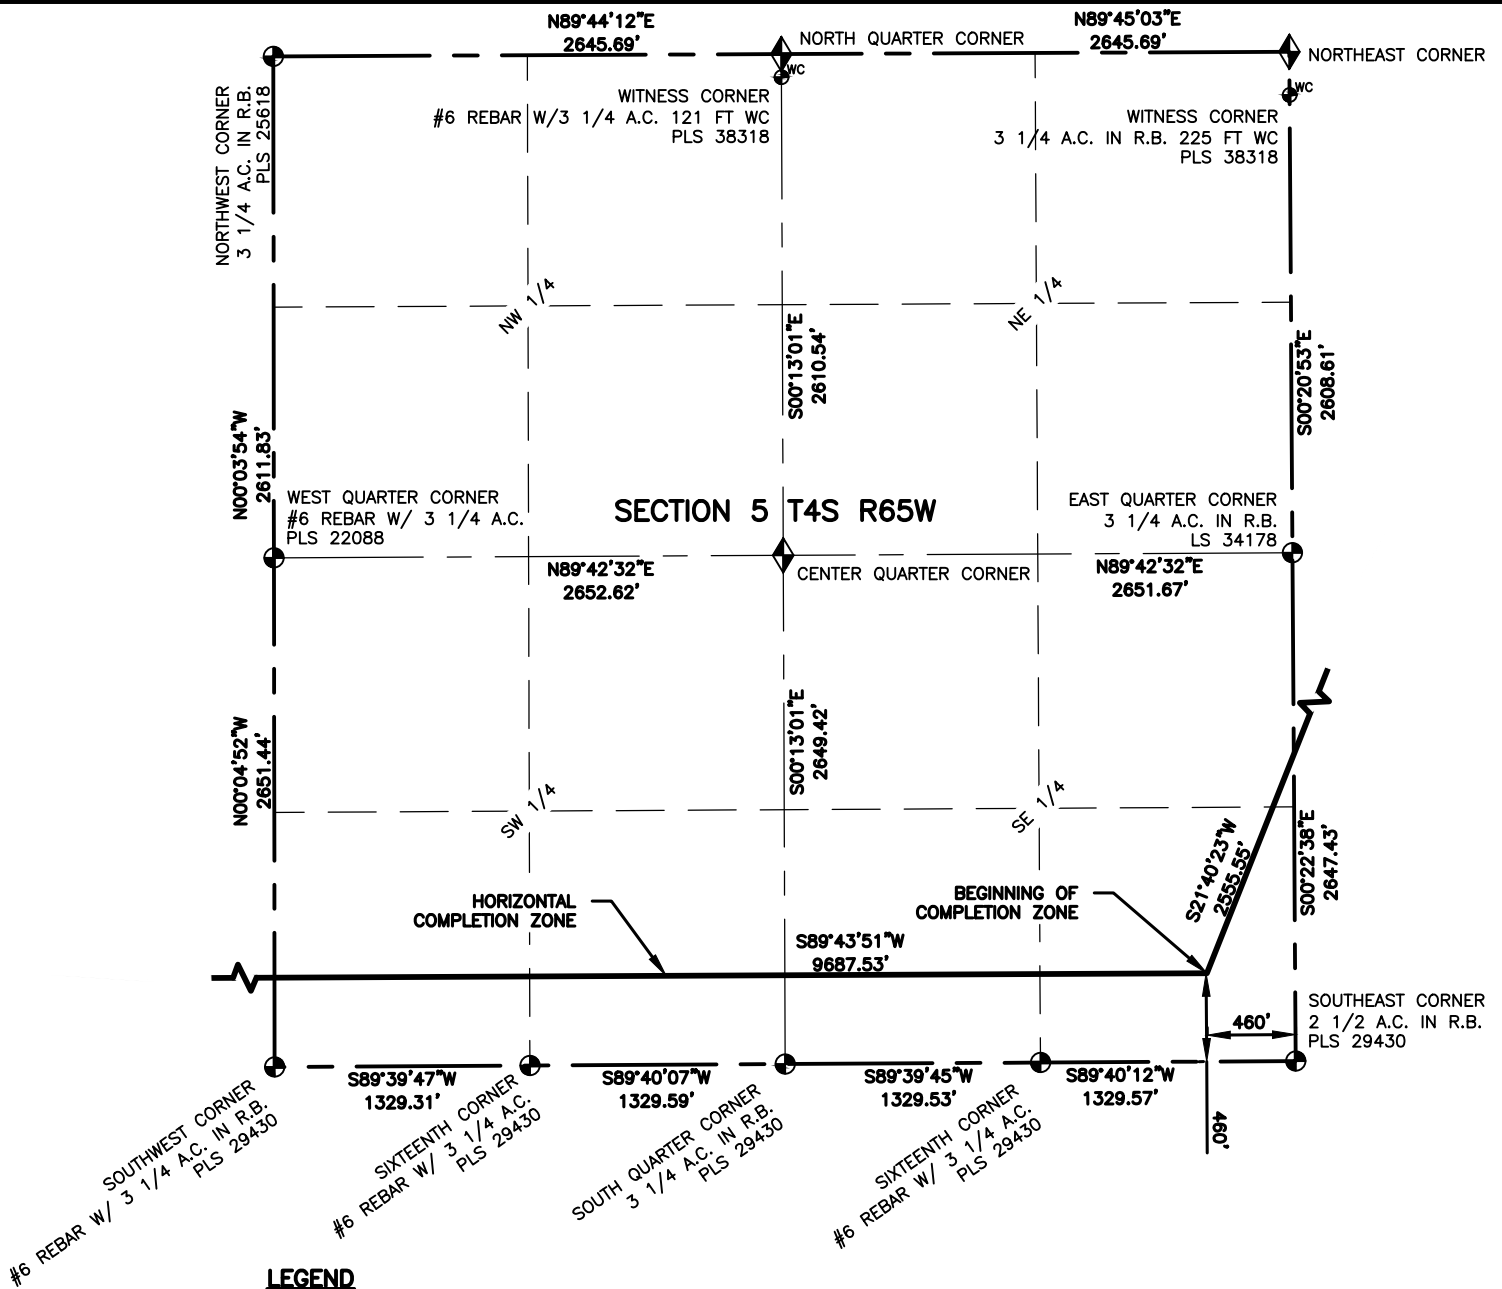 N89°44'12"E
2645.69'
N89°45'03"E
2645.69'
NORTH QUARTER CORNER
NORTHEAST CORNER
WC
WC
WITNESS CORNER
#6 REBAR W/3 1/4 A.C. 121 FT WC
PLS 38318
WITNESS CORNER
3 1/4 A.C. IN R.B. 225 FT WC
PLS 38318
NORTHWEST CORNER
3 1/4 A.C. IN R.B.
PLS 25618
NW 1/4
NE 1/4
S00°13'01"E
2610.54'
S00°20'53"E
2608.61'
N00°03'54"W
2611.83'
WEST QUARTER CORNER
#6 REBAR W/ 3 1/4 A.C.
PLS 22088
SECTION 5 T4S R65W
EAST QUARTER CORNER
3 1/4 A.C. IN R.B.
LS 34178
N89°42'32"E
2652.62'
CENTER QUARTER CORNER
N89°42'32"E
2651.67'
N00°04'52"W
2651.44'
S00°13'01"E
2649.42'
SW 1/4
SE 1/4
S21°40'23"W
2555.55'
S00°22'38"E
2647.43'
HORIZONTAL
COMPLETION ZONE
BEGINNING OF
COMPLETION ZONE
S89°43'51"W
9687.53'
SOUTHEAST CORNER
2 1/2 A.C. IN R.B.
PLS 29430
460'
460'
S89°39'47"W
1329.31'
S89°40'07"W
1329.59'
S89°39'45"W
1329.53'
S89°40'12"W
1329.57'
SOUTHWEST CORNER
#6 REBAR W/ 3 1/4 A.C. IN R.B.
PLS 29430
SIXTEENTH CORNER
#6 REBAR W/ 3 1/4 A.C.
PLS 29430
SOUTH QUARTER CORNER
3 1/4 A.C. IN R.B.
PLS 29430
SIXTEENTH CORNER
#6 REBAR W/ 3 1/4 A.C.
PLS 29430
LEGEND